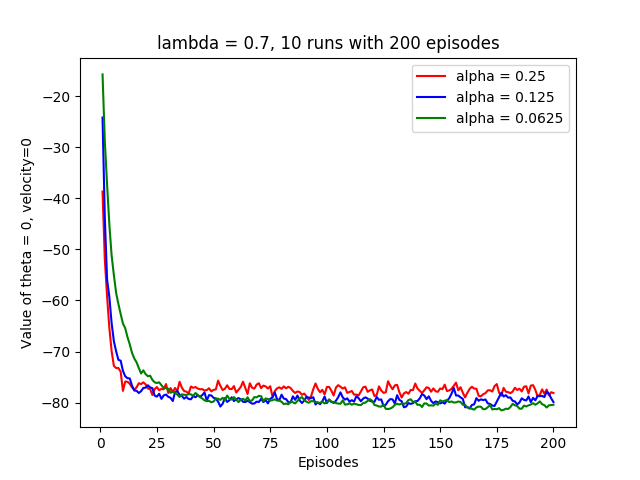 lambda = 0.7, 10 runs with 200 episodes
alpha = 0.25
alpha = 0.125
alpha = 0.0625
Value of theta = 0, velocity=0
−20
−30
−40
−50
−60
−70
−80
0 25 50 75 100 125 150 175 200
Episodes